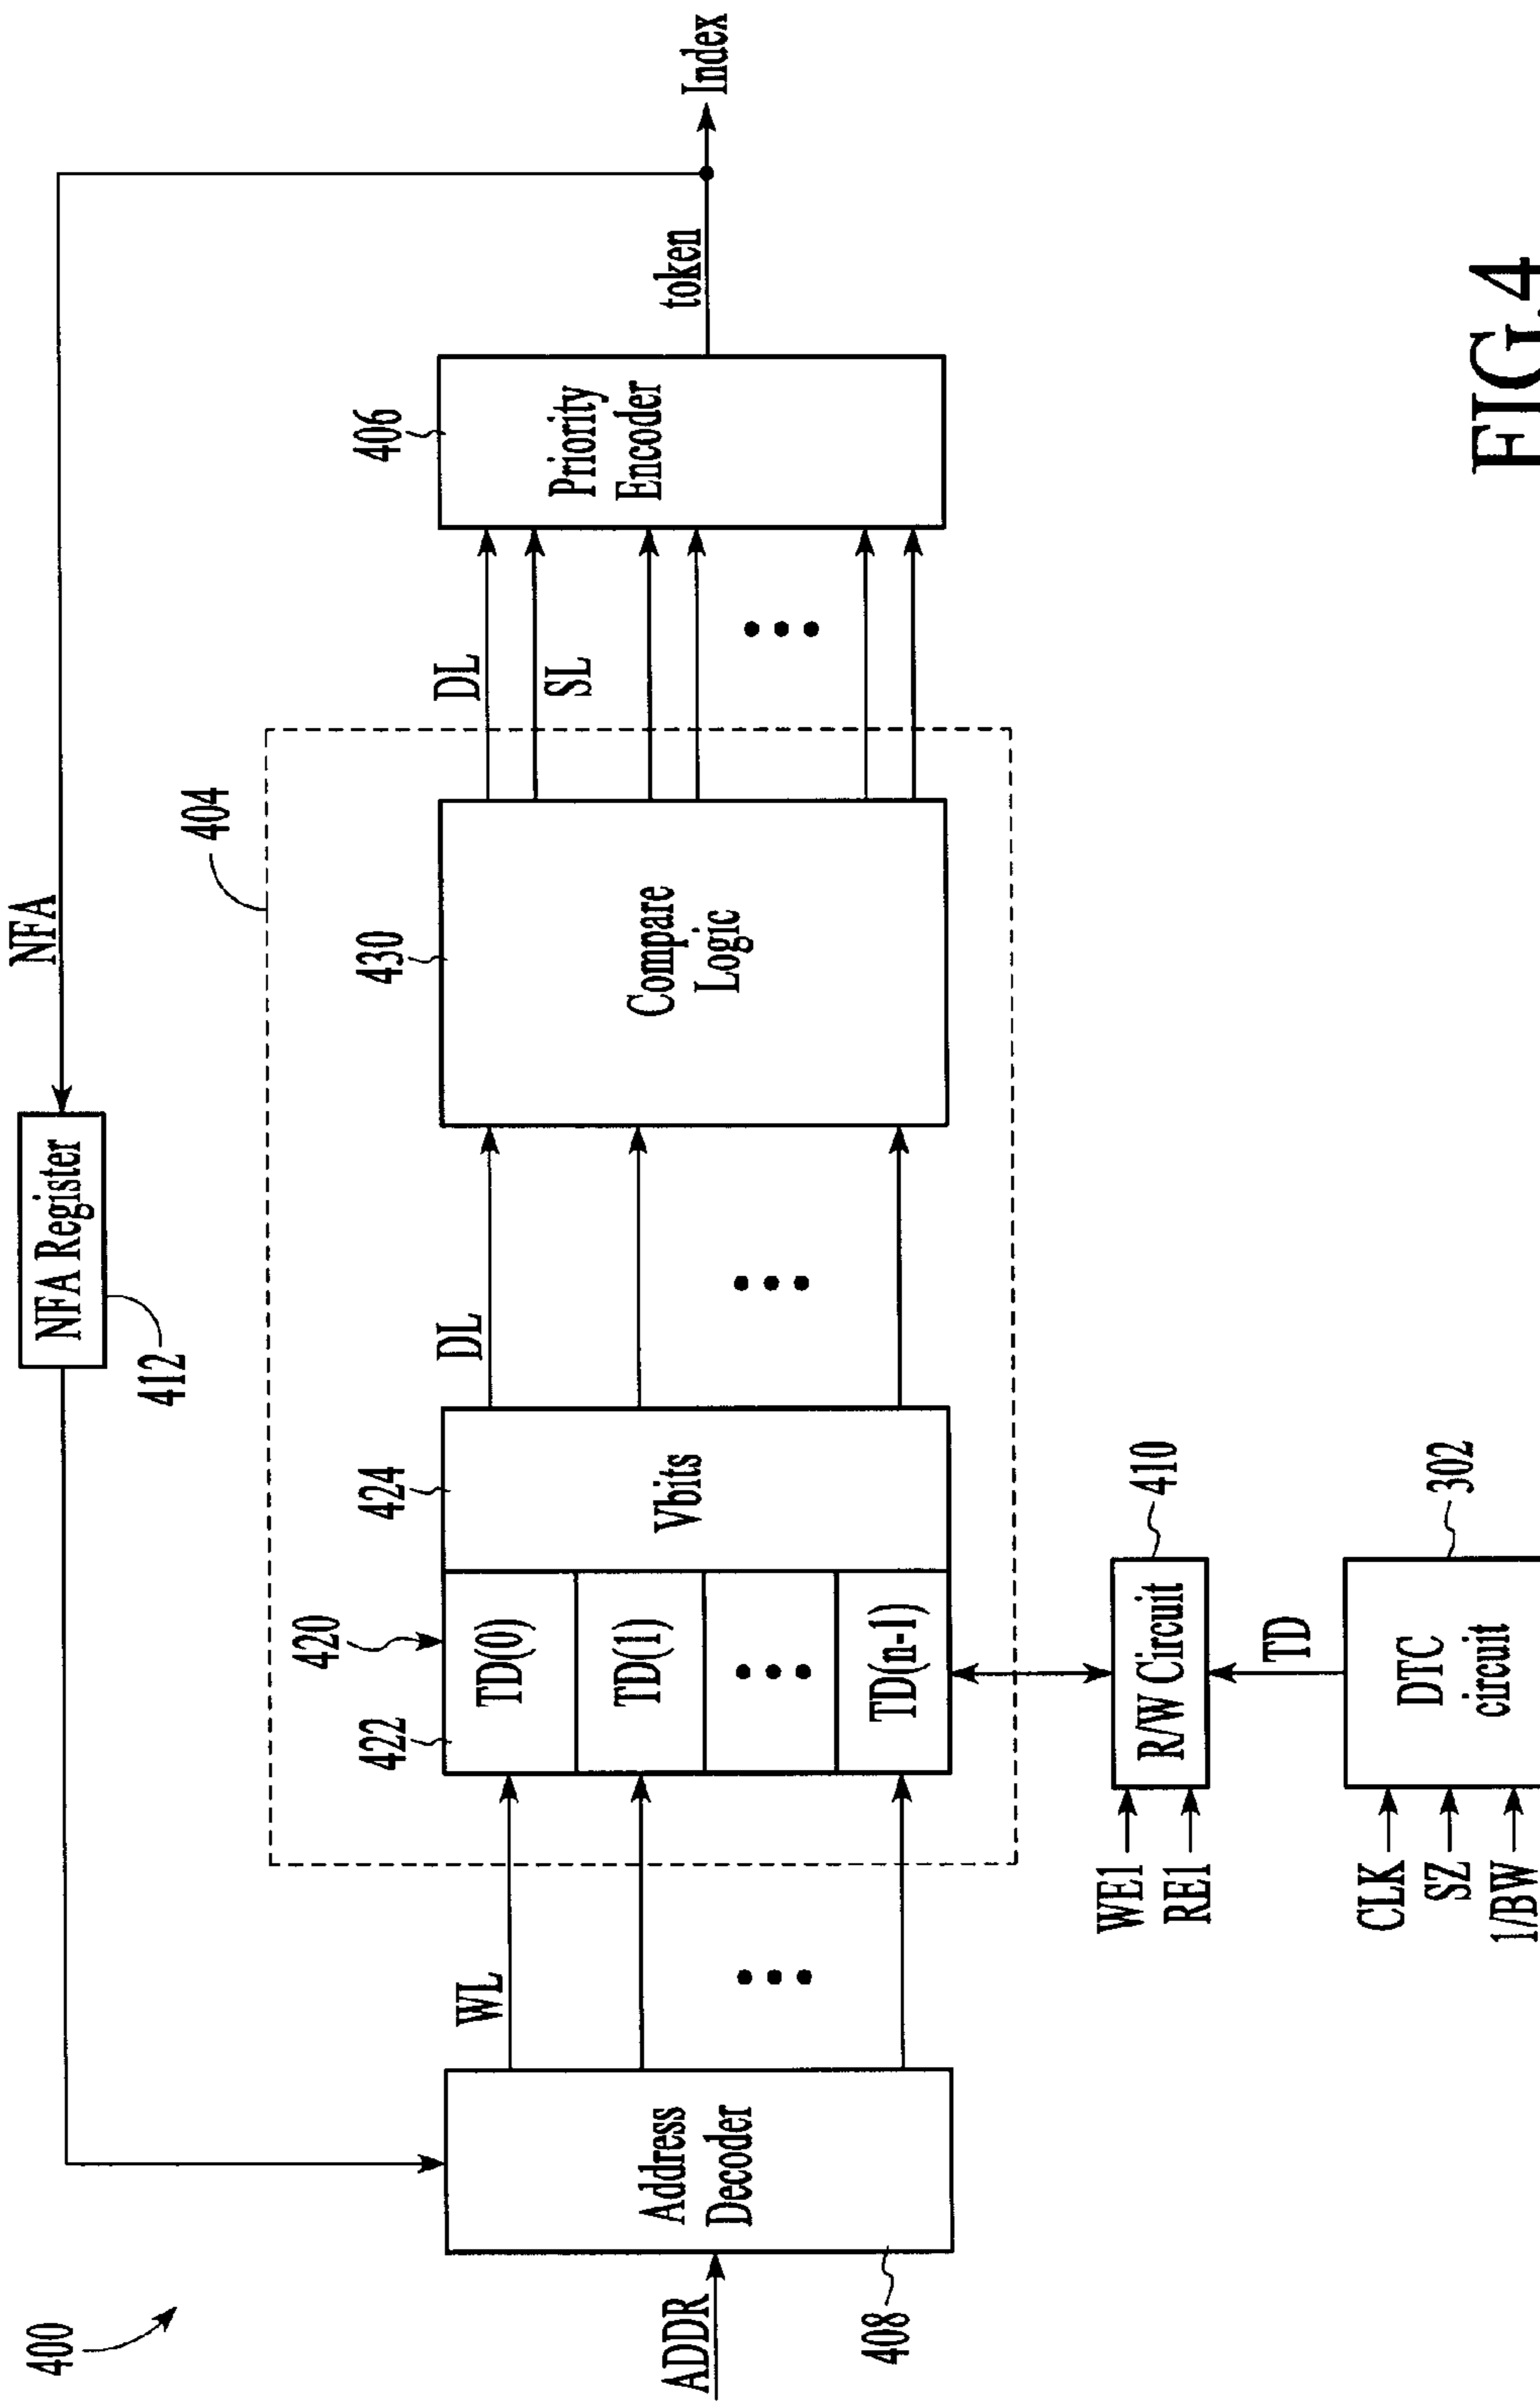 400
NFA
NFA Register
412
404
Index
token
406
Priority
Encoder
DL
SL
430
Compare
Logic
DL
424
Vbits
420
422
TD(0)
TD(1)
TD(n-1)
WL
Address
Decoder
408
ADDR
WE1
RE1
R/W Circuit
410
TD
CLK
SZ
1/BW
DTC
circuit
302
FIG.4